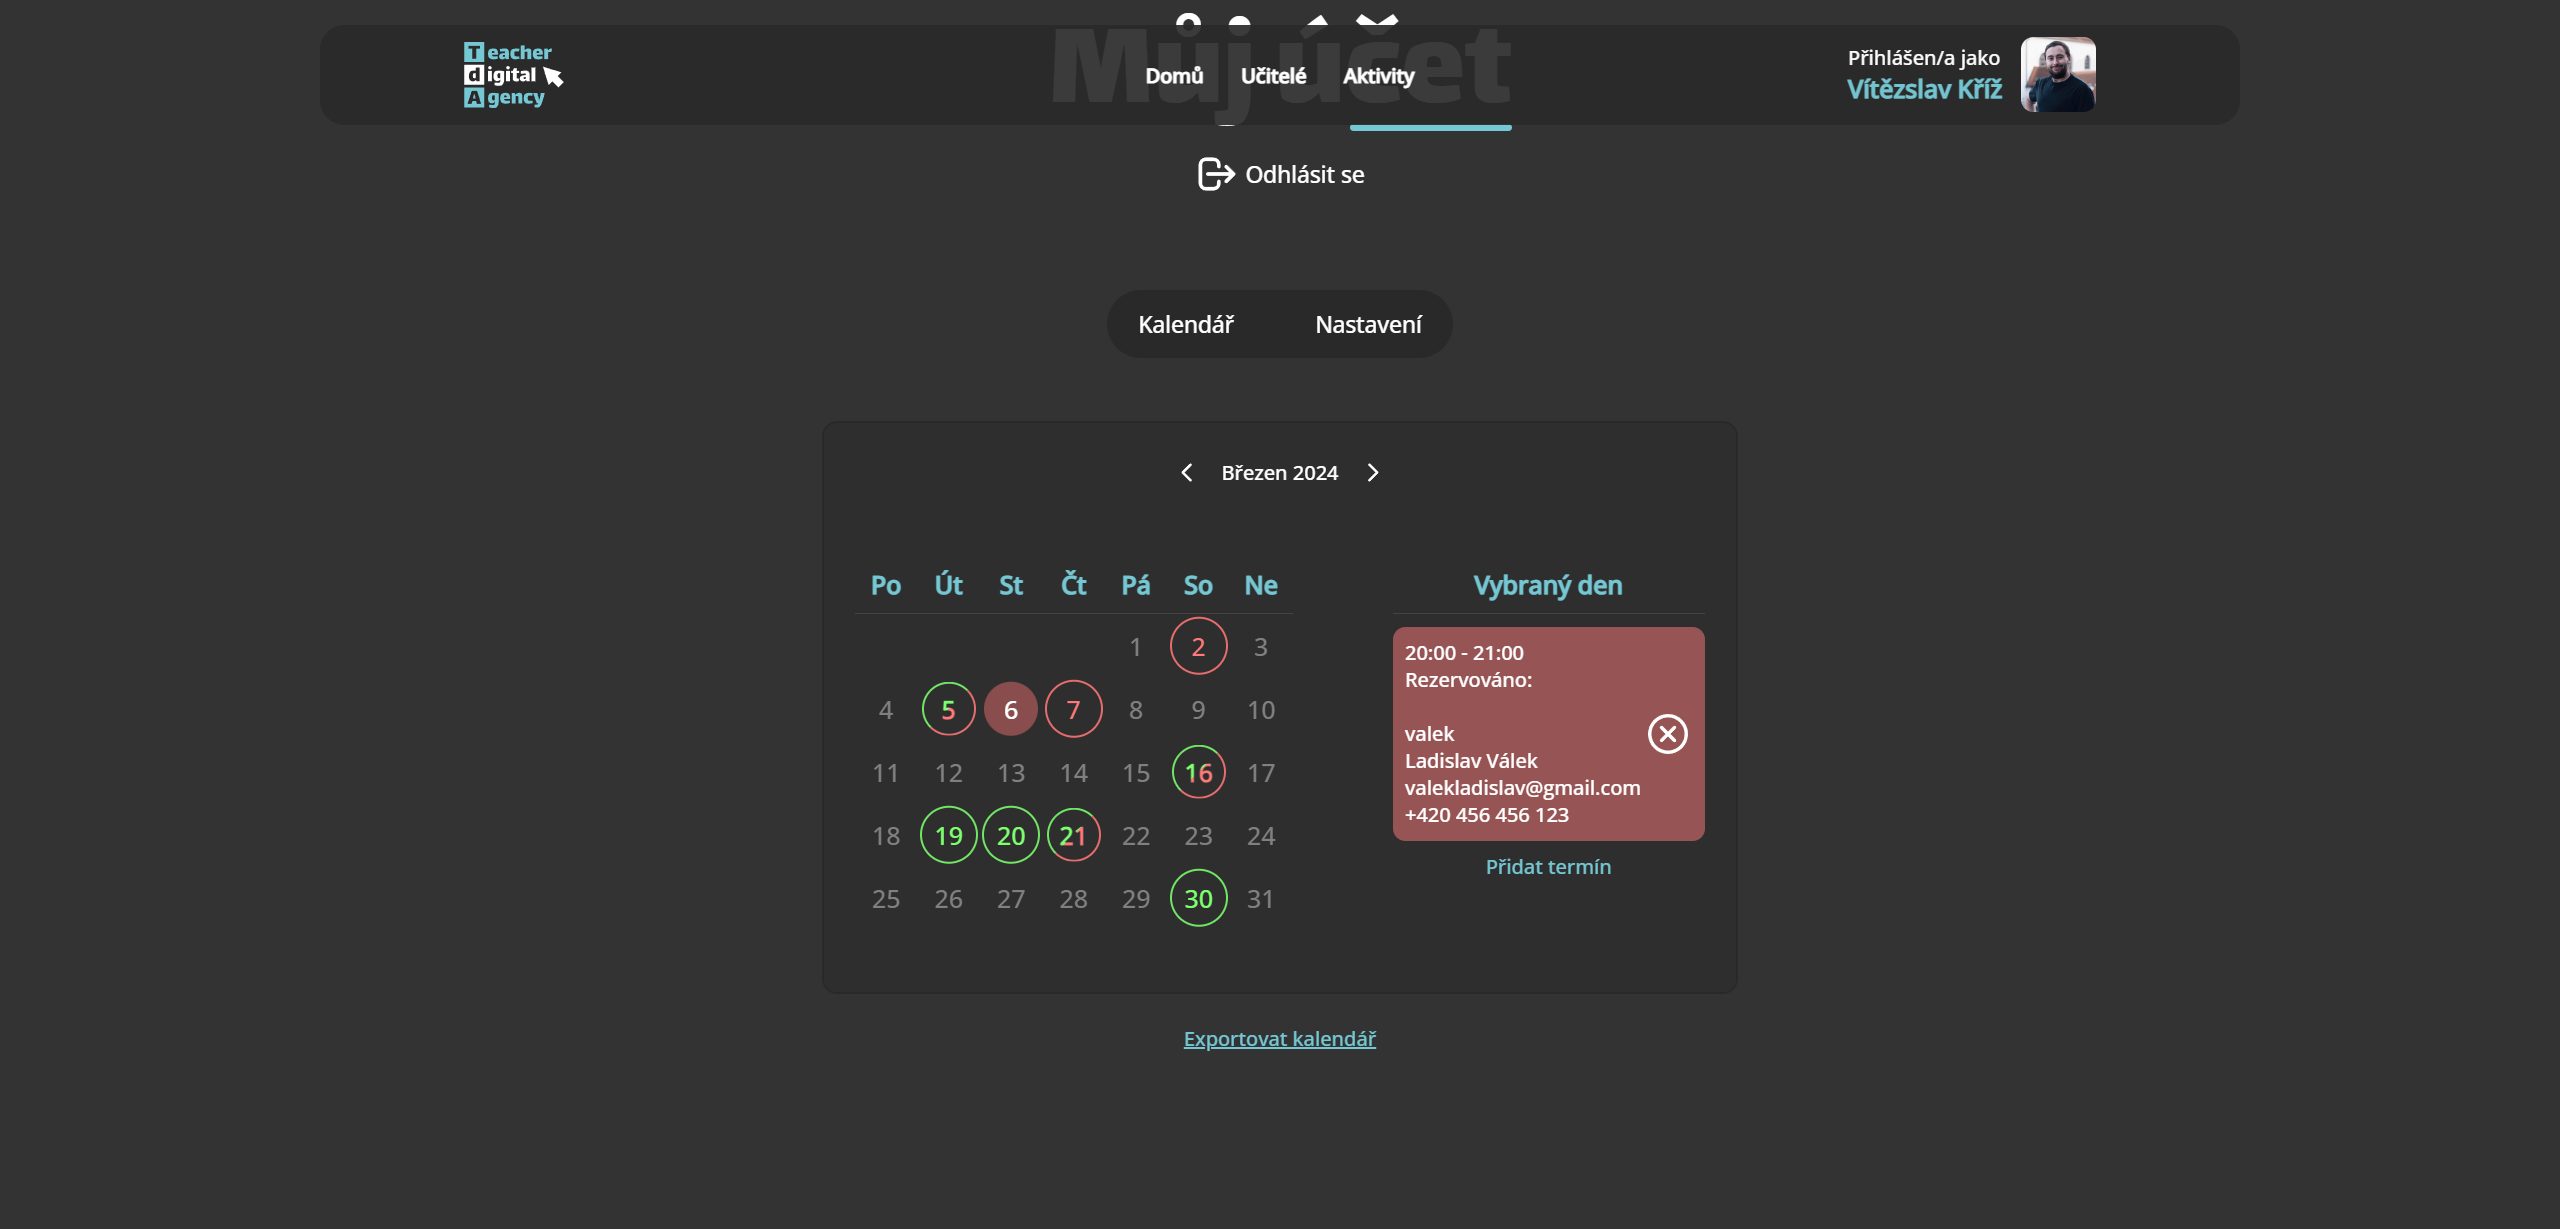 Můj účet
Teacher
digital
Agency
Domů
Učitelé
Aktivity
Přihlášen/a jako
Vítězslav Kříž
Odhlásit se
Kalendář
Nastavení
Březen 2024
Po Út St Čt Pá So Ne
1 2 3
4 5 6 7 8 9 10
11 12 13 14 15 16 17
18 19 20 21 22 23 24
25 26 27 28 29 30 31
Vybraný den
20:00 - 21:00
Rezervováno:
valek
Ladislav Válek
valekladislav@gmail.com
+420 456 456 123
Přidat termín
Exportovat kalendář